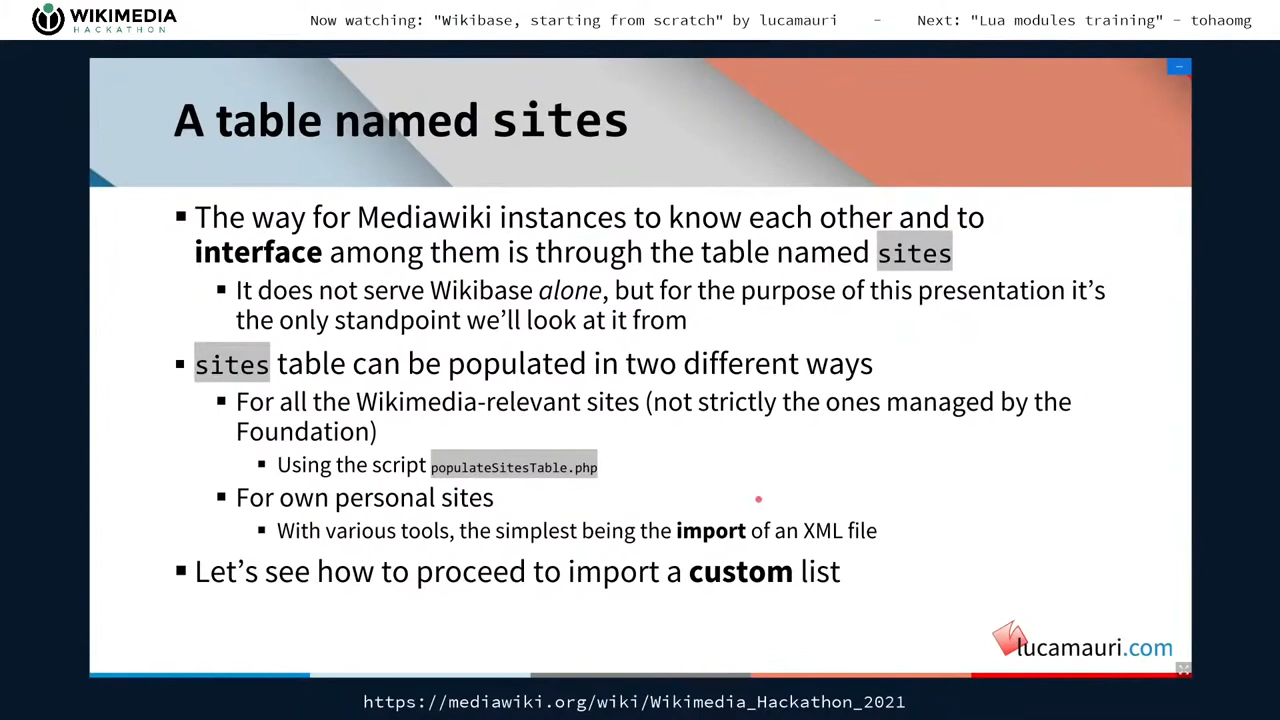 WIKIMEDIA
HACKATHON
Now watching: "Wikibase, starting from scratch" by lucamauri - Next: "Lua modules training" - tohaomg
A table named sites
▪ The way for Mediawiki instances to know each other and to
interface among them is through the table named sites
▪ It does not serve Wikibase alone, but for the purpose of this presentation it’s
the only standpoint we’ll look at it from
▪ sites table can be populated in two different ways
▪ For all the Wikimedia-relevant sites (not strictly the ones managed by the
Foundation)
▪ Using the script populateSitesTable.php
▪ For own personal sites
▪ With various tools, the simplest being the import of an XML file
▪ Let’s see how to proceed to import a custom list
lucamauri.com
https://mediawiki.org/wiki/Wikimedia_Hackathon_2021